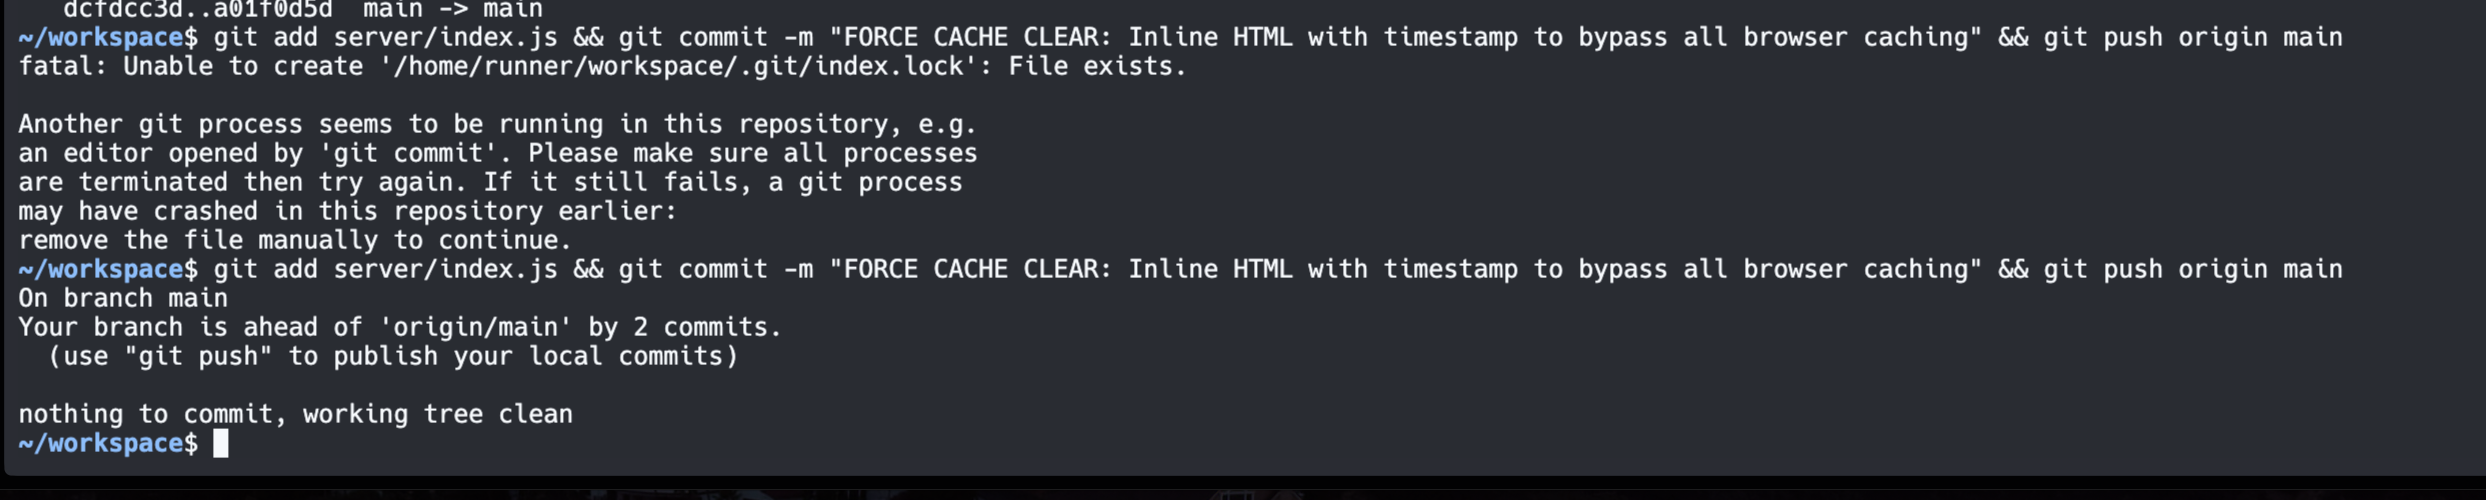 dcfdcc3d..a01f0d5d  main -> main
~/workspace$ git add server/index.js && git commit -m "FORCE CACHE CLEAR: Inline HTML with timestamp to bypass all browser caching" && git push origin main
fatal: Unable to create '/home/runner/workspace/.git/index.lock': File exists.

Another git process seems to be running in this repository, e.g.
an editor opened by 'git commit'. Please make sure all processes
are terminated then try again. If it still fails, a git process
may have crashed in this repository earlier:
remove the file manually to continue.
~/workspace$ git add server/index.js && git commit -m "FORCE CACHE CLEAR: Inline HTML with timestamp to bypass all browser caching" && git push origin main
On branch main
Your branch is ahead of 'origin/main' by 2 commits.
  (use "git push" to publish your local commits)

nothing to commit, working tree clean
~/workspace$